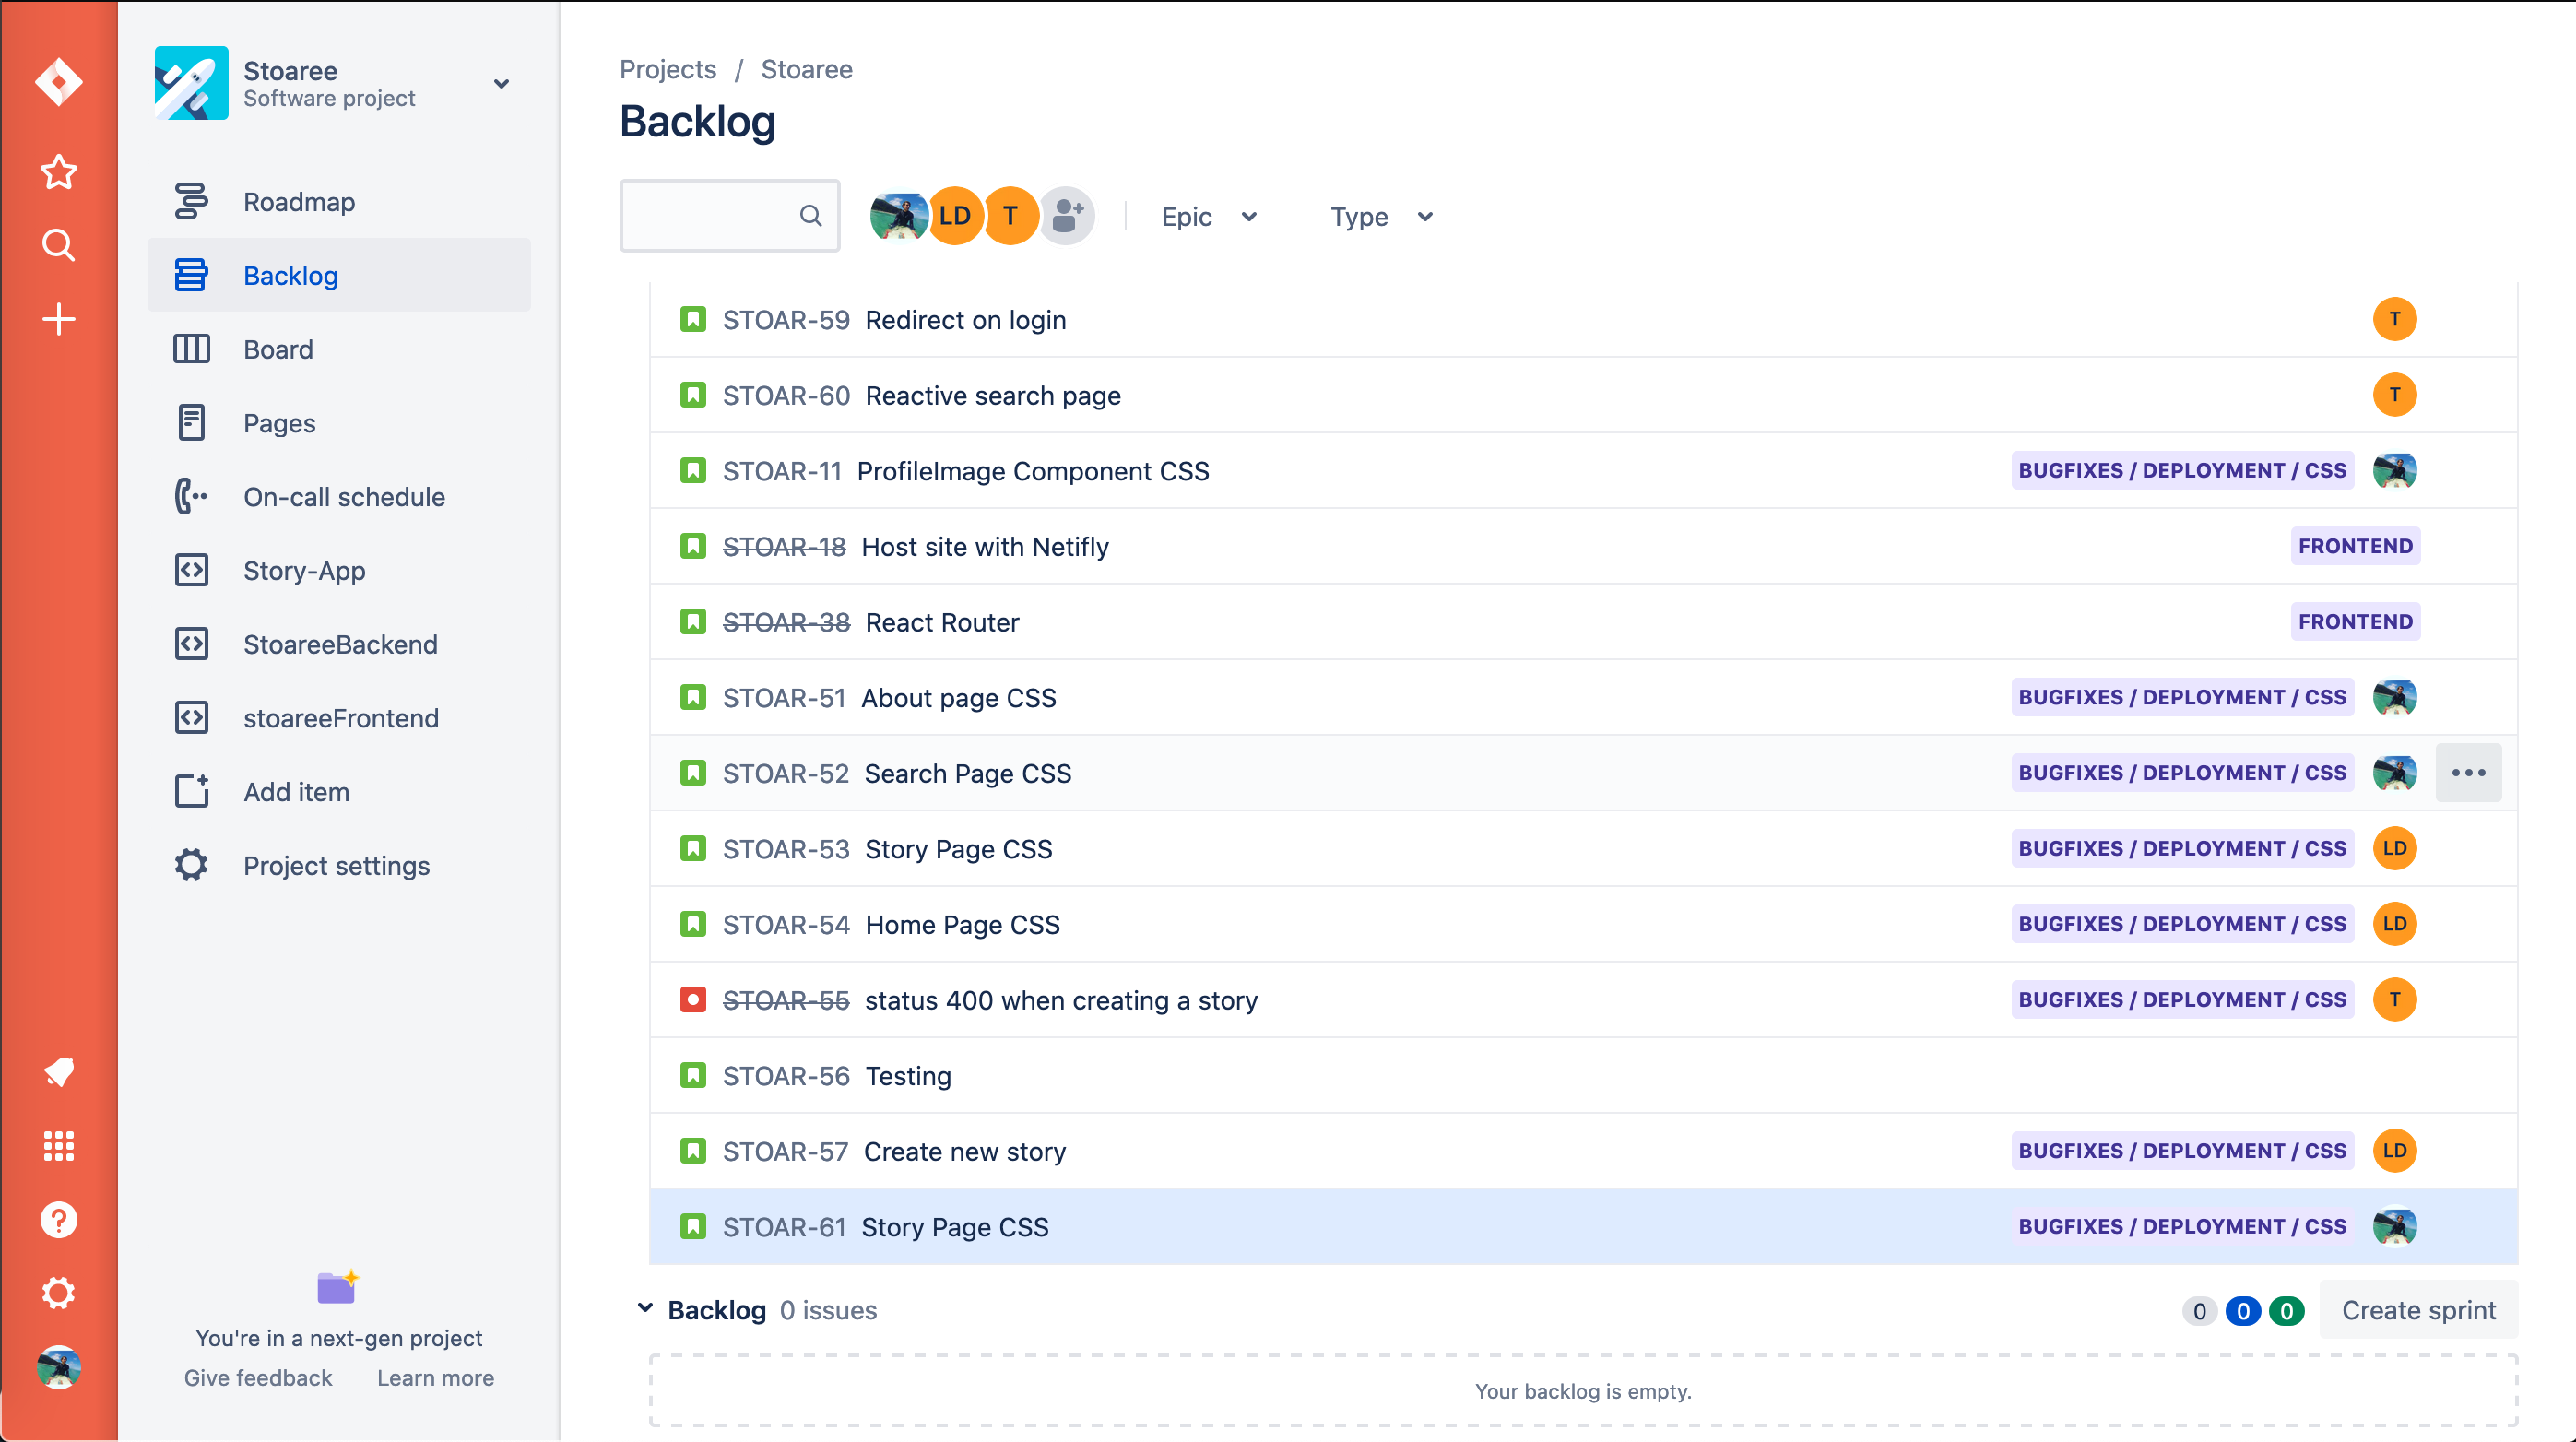 Stoaree
Software project
Roadmap
Backlog
Board
Pages
On-call schedule
Story-App
StoareeBackend
stoareeFrontend
Add item
Project settings
You're in a next-gen project
Give feedback Learn more
Projects / Stoaree
Backlog
LD T Epic Type
STOAR-59 Redirect on login T
STOAR-60 Reactive search page T
STOAR-11 ProfileImage Component CSS BUGFIXES / DEPLOYMENT / CSS
STOAR-18 Host site with Netifly FRONTEND
STOAR-38 React Router FRONTEND
STOAR-51 About page CSS BUGFIXES / DEPLOYMENT / CSS
STOAR-52 Search Page CSS BUGFIXES / DEPLOYMENT / CSS
STOAR-53 Story Page CSS BUGFIXES / DEPLOYMENT / CSS LD
STOAR-54 Home Page CSS BUGFIXES / DEPLOYMENT / CSS LD
STOAR-55 status 400 when creating a story BUGFIXES / DEPLOYMENT / CSS T
STOAR-56 Testing
STOAR-57 Create new story BUGFIXES / DEPLOYMENT / CSS LD
STOAR-61 Story Page CSS BUGFIXES / DEPLOYMENT / CSS
Backlog 0 issues 0 0 0 Create sprint
Your backlog is empty.